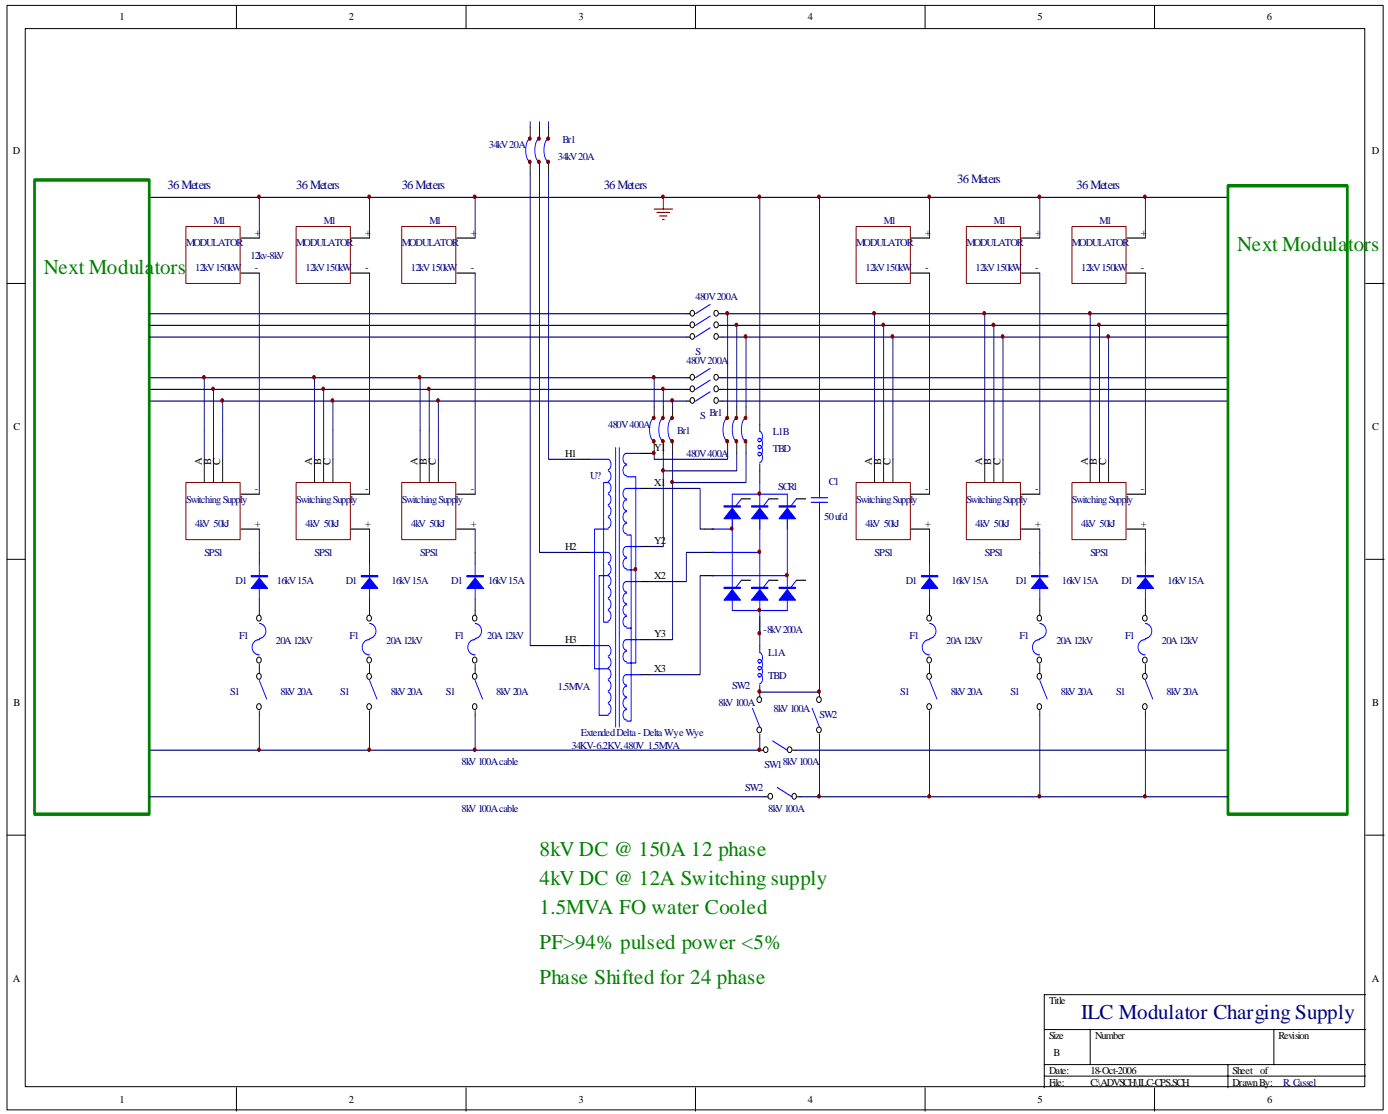 1 2 3 4 5 6
D D
34kV 20A Br1
34kV 20A
36 Meters 36 Meters 36 Meters 36 Meters 36 Meters 36 Meters
M1 M1 M1 M1 M1 M1
MODULATOR MODULATOR MODULATOR MODULATOR MODULATOR MODULATOR
+ + + + + +
12kv-8kV
12kV 150kW 12kV 150kW 12kV 150kW 12kV 150kW 12kV 150kW 12kV 150kW
- - - - - -
Next Modulators Next Modulators
480V 200A
S
480V 200A
S Br1
C C
480V 400A Br1
L1B
TBD
480V 400A
A B C A B C A B C A B C A B C A B C
H1 Y1
U?
X1
SCR1 C1
50 ufd
- - - - - -
Switching Supply Switching Supply Switching Supply Switching Supply Switching Supply Switching Supply
4kV 50kJ 4kV 50kJ 4kV 50kJ 4kV 50kJ 4kV 50kJ 4kV 50kJ
+ + + + + +
SPS1 SPS1 SPS1 SPS1 SPS1 SPS1
H2 Y2
X2
D1 16kV 15A D1 16kV 15A D1 16kV 15A D1 16kV 15A D1 16kV 15A D1 16kV 15A
-8kV 200A
F1 20A 12kV F1 20A 12kV F1 20A 12kV F1 20A 12kV F1 20A 12kV F1 20A 12kV
H3 Y3
X3
L1A
TBD
S1 8kV 20A S1 8kV 20A S1 8kV 20A S1 8kV 20A S1 8kV 20A S1 8kV 20A
1.5MVA
SW2
8kV 100A 8kV 100A SW2
B B
Extended Delta - Delta Wye Wye
34KV-6.2KV, 480V 1.5MVA
8kV 100A cable
SW1 8kV 100A
SW2
8kV 100A cable
8kV 100A
8kV DC @ 150A 12 phase
4kV DC @ 12A Switching supply
1.5MVA FO water Cooled
PF>94% pulsed power <5%
Phase Shifted for 24 phase
A A
Title
ILC Modulator Charging Supply
Size Number Revision
B
Date: 18-Oct-2006 Sheet of
File: C:\ADVSCH\ILC-CPS.SCH Drawn By: R. Cassel
1 2 3 4 5 6